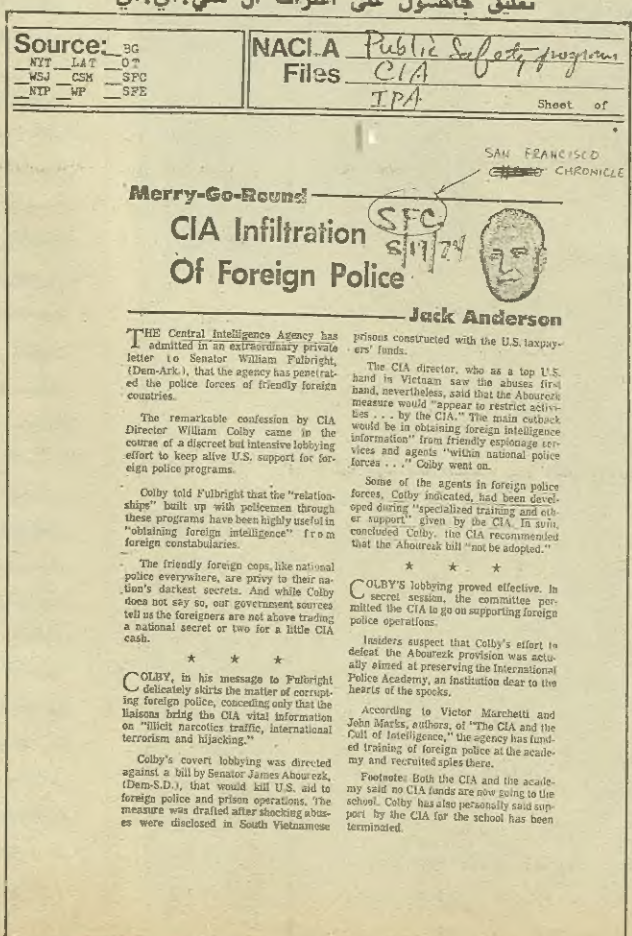 تعليق جاكسول على اعترافات ال سي.آي.اي
Source: BG
__NYT __LAT __OT
__WSJ __CSM __SFC
__NYP __WP __SFE
NACLA Public Safety program
Files CIA
IPA
Sheet of
SAN FRANCISCO
CHRONICLE
SFC
8/17/74
Merry-Go-Round
CIA Infiltration
Of Foreign Police
Jack Anderson
THE Central Intelligence Agency has
admitted in an extraordinary private
letter to Senator William Fulbright,
(Dem-Ark.), that the agency has penetrat-
ed the police forces of friendly foreign
countries.
The remarkable confession by CIA
Director William Colby came in the
course of a discreet but intensive lobbying
effort to keep alive U.S. support for for-
eign police programs.
Colby told Fulbright that the "relation-
ships" built up with policemen through
these programs have been highly useful in
"obtaining foreign intelligence" from
foreign constabularies.
The friendly foreign cops, like national
police everywhere, are privy to their na-
tion's darkest secrets. And while Colby
does not say so, our government sources
tell us the foreigners are not above trading
a national secret or two for a little CIA
cash.
★ ★ ★
COLBY, in his message to Fulbright
delicately skirts the matter of corrupt-
ing foreign police, conceding only that the
liaisons bring the CIA vital information
on "illicit narcotics traffic, international
terrorism and hijacking."
Colby's covert lobbying was directed
against a bill by Senator James Abourezk,
(Dem-S.D.), that would kill U.S. aid to
foreign police and prison operations. The
measure was drafted after shocking abus-
es were disclosed in South Vietnamese
prisons constructed with the U.S. taxpay-
ers' funds.
The CIA director, who as a top U.S.
hand in Vietnam saw the abuses first
hand, nevertheless, said that the Abourezk
measure would "appear to restrict activi-
ties . . . by the CIA." The main cutback
would be in obtaining foreign intelligence
information" from friendly espionage ser-
vices and agents "within national police
forces . . ." Colby went on.
Some of the agents in foreign police
forces, Colby indicated, had been devel-
oped during "specialized training and oth-
er support" given by the CIA. In sum,
concluded Colby, the CIA recommended
that the Abourezk bill "not be adopted."
★ ★ ★
COLBY'S lobbying proved effective. In
secret session, the committee per-
mitted the CIA to go on supporting foreign
police operations.
Insiders suspect that Colby's effort to
defeat the Abourezk provision was actu-
ally aimed at preserving the International
Police Academy, an institution dear to the
hearts of the spooks.
According to Victor Marchetti and
John Marks, authors, of "The CIA and the
Cult of Intelligence," the agency has fund-
ed training of foreign police at the acade-
my and recruited spies there.
Footnote: Both the CIA and the acade-
my said no CIA funds are now going to the
school. Colby has also personally said sup-
port by the CIA for the school has been
terminated.